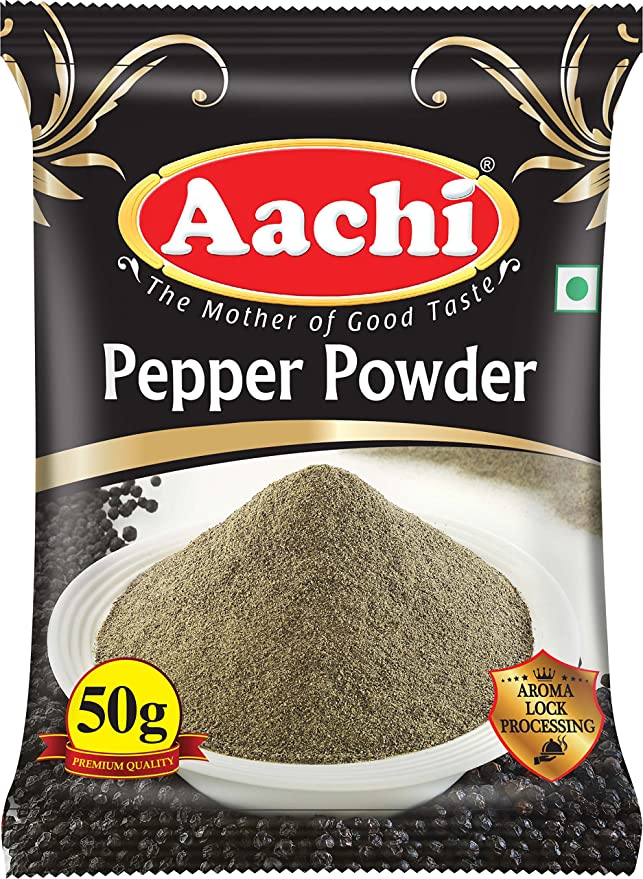 Aachi®
The Mother of Good Taste
Pepper Powder
50g
PREMIUM QUALITY
AROMA
LOCK
PROCESSING